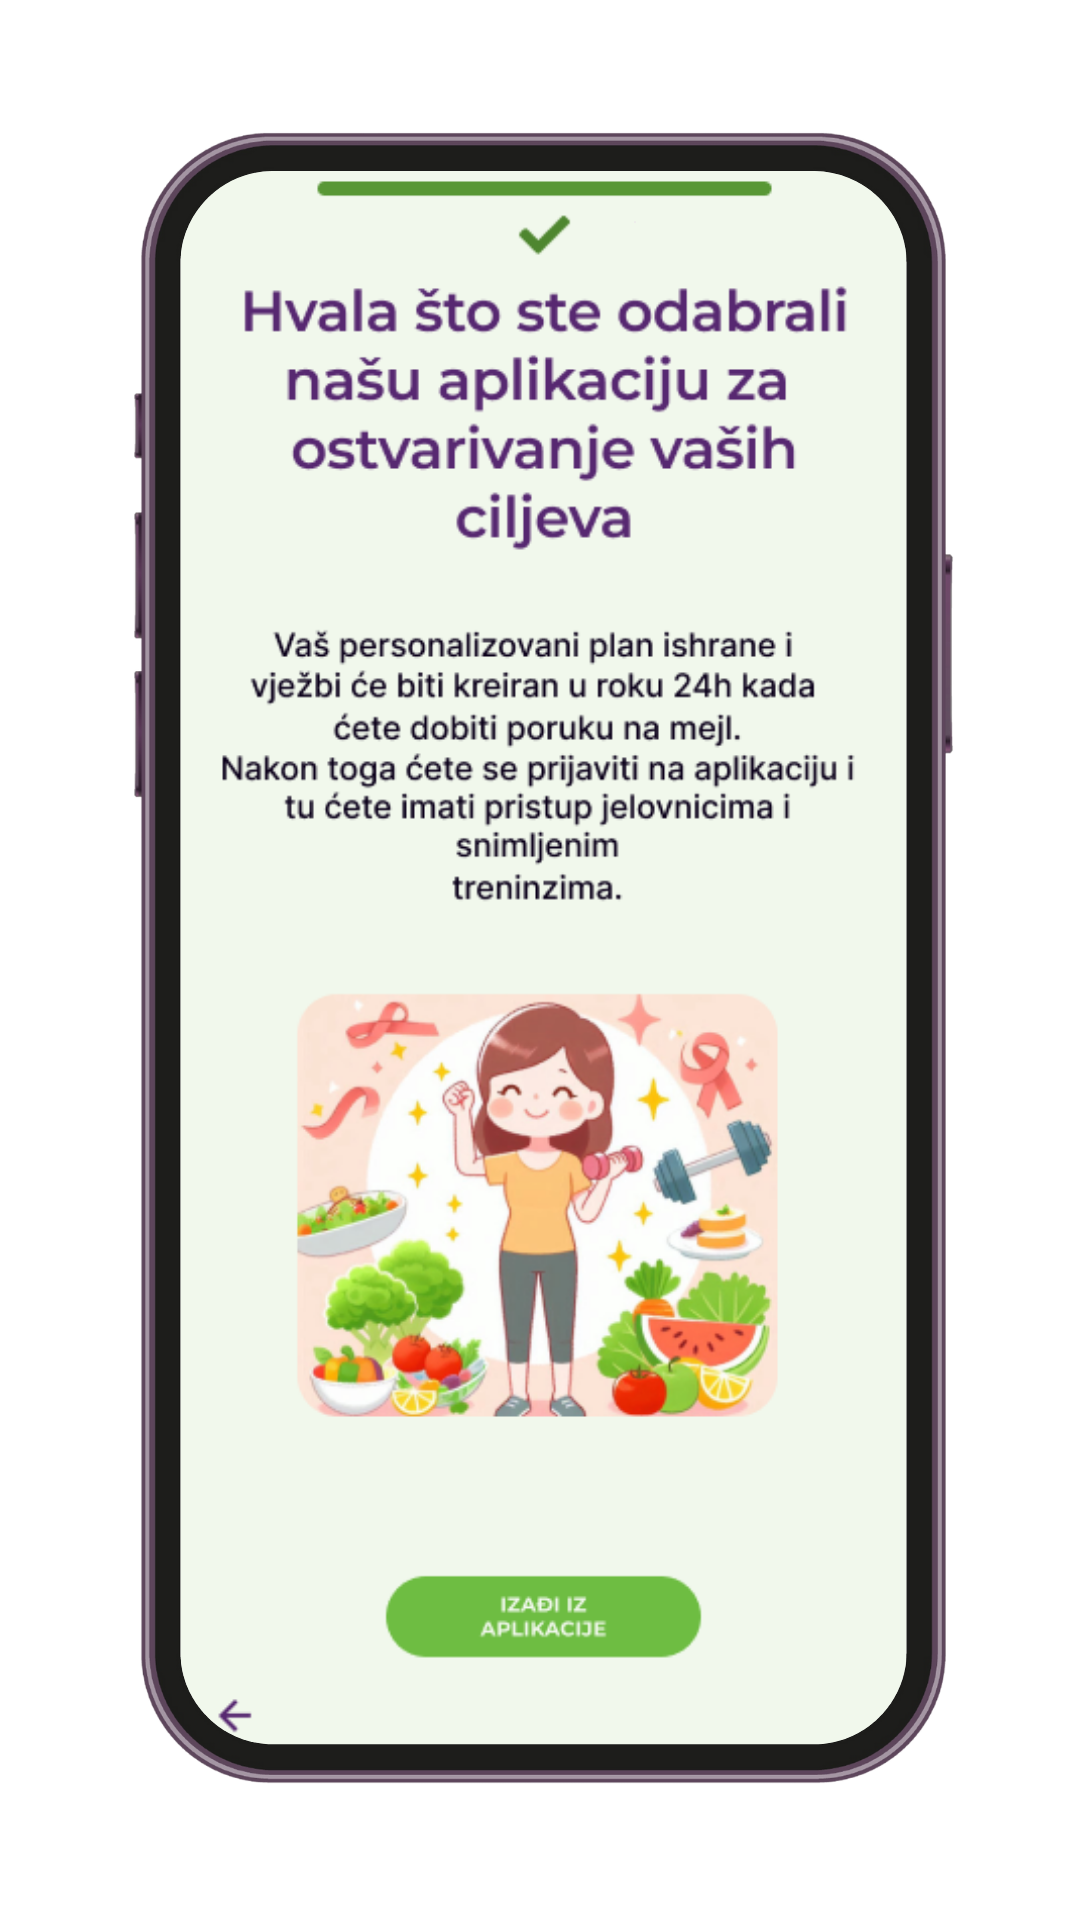 Hvala što ste odabrali
našu aplikaciju za
ostvarivanje vaših
ciljeva
Vaš personalizovani plan ishrane i
vježbi će biti kreiran u roku 24h kada
ćete dobiti poruku na mejl.
Nakon toga ćete se prijaviti na aplikaciju i
tu ćete imati pristup jelovnicima i
snimljenim
treninzima.
IZAĐI IZ
APLIKACIJE